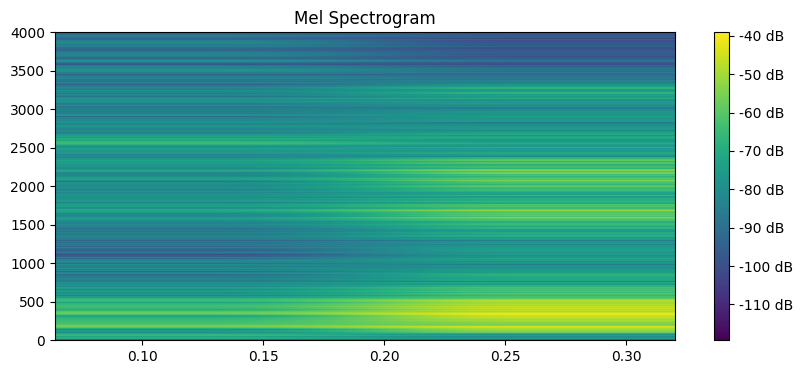 Mel Spectrogram
4000
3500
3000
2500
2000
1500
1000
500
0
0.10 0.15 0.20 0.25 0.30
-40 dB
-50 dB
-60 dB
-70 dB
-80 dB
-90 dB
-100 dB
-110 dB